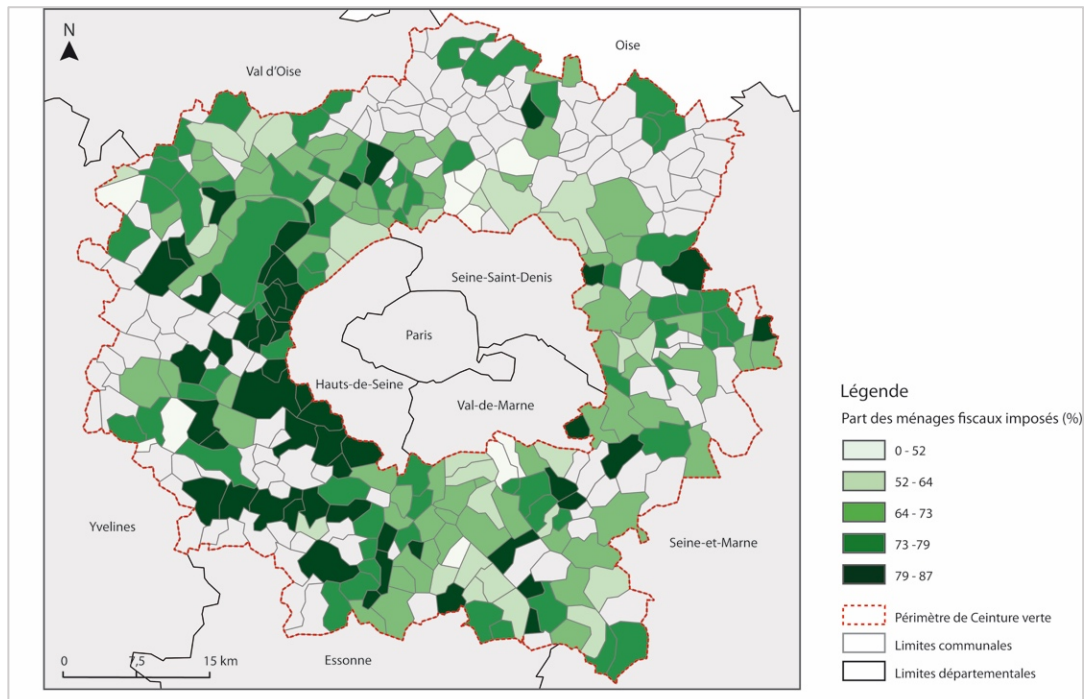 N
Oise
Val d'Oise
Seine-Saint-Denis
Paris
Hauts-de-Seine
Val-de-Marne
Yvelines
Seine-et-Marne
Essonne
0 7,5 15 km
Légende
Part des ménages fiscaux imposés (%)
0 - 52
52 - 64
64 - 73
73 - 79
79 - 87
Périmètre de Ceinture verte
Limites communales
Limites départementales